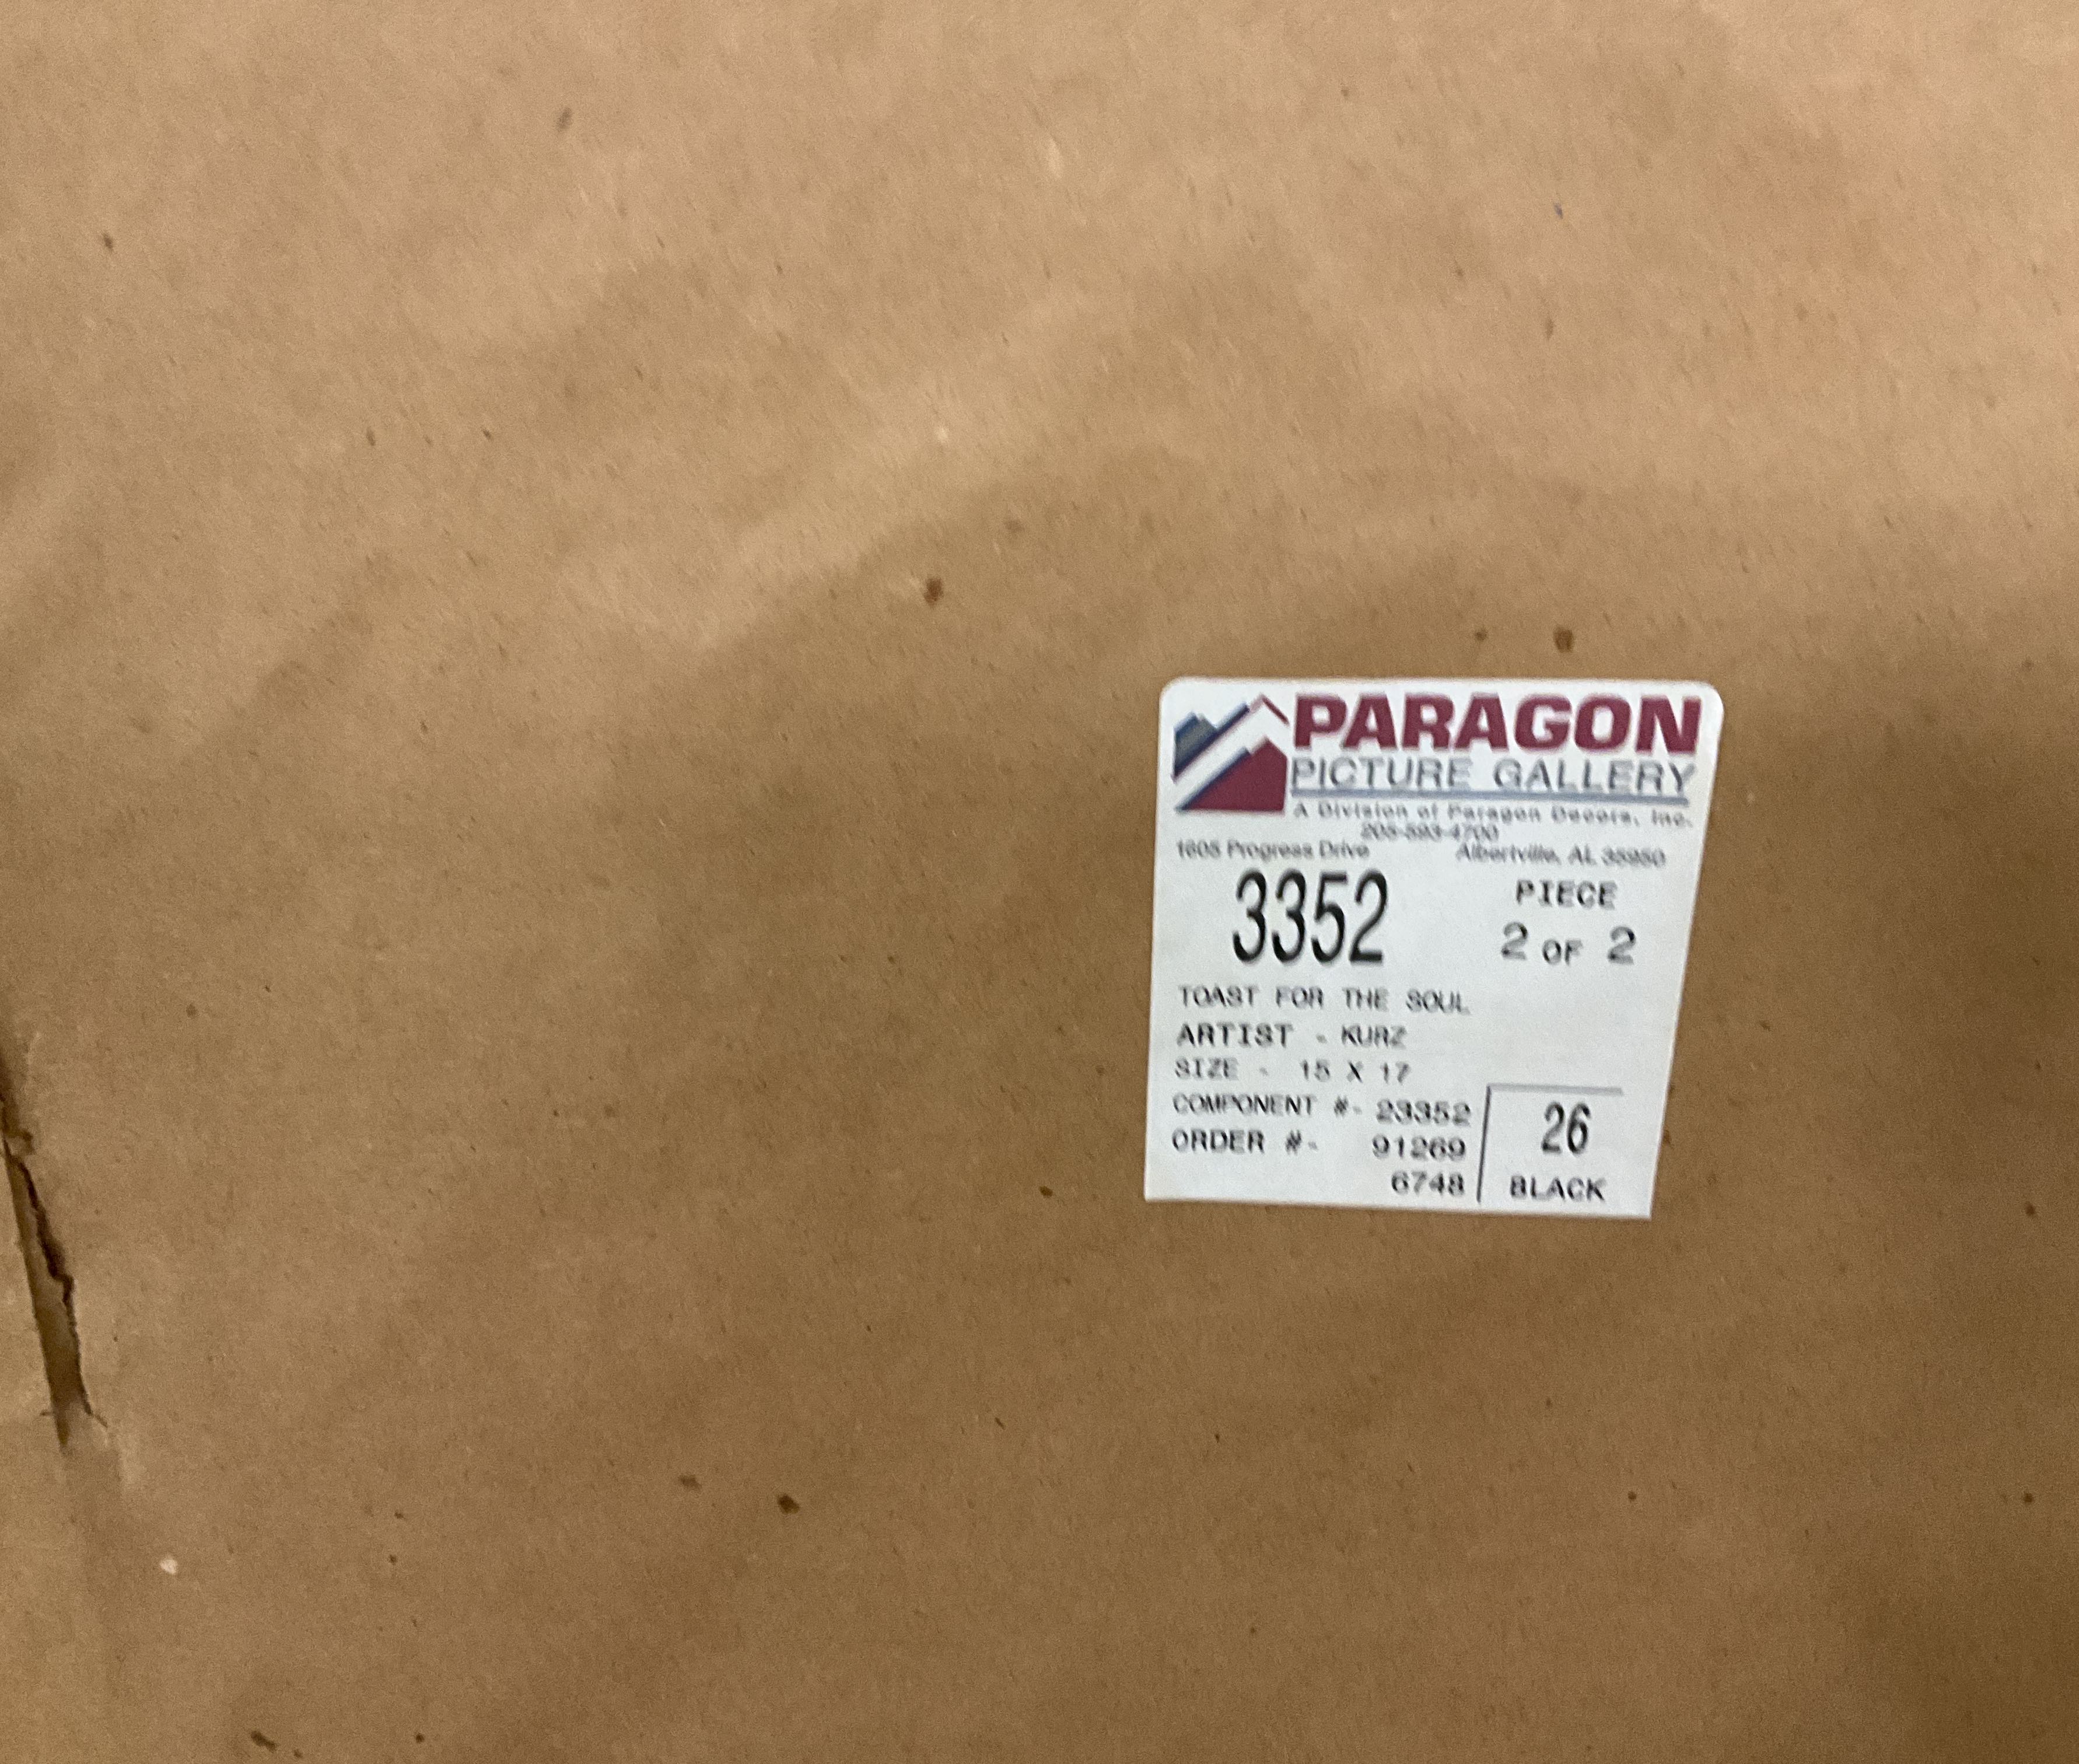 PARAGON
PICTURE GALLERY
A Division of Paragon Decors, Inc.
205-593-4700
1605 Progress Drive Albertville, AL 35950
3352
PIECE
2 OF 2
TOAST FOR THE SOUL
ARTIST - KURZ
SIZE - 15 X 17
COMPONENT #- 23352
ORDER #- 91269
6748
26
BLACK